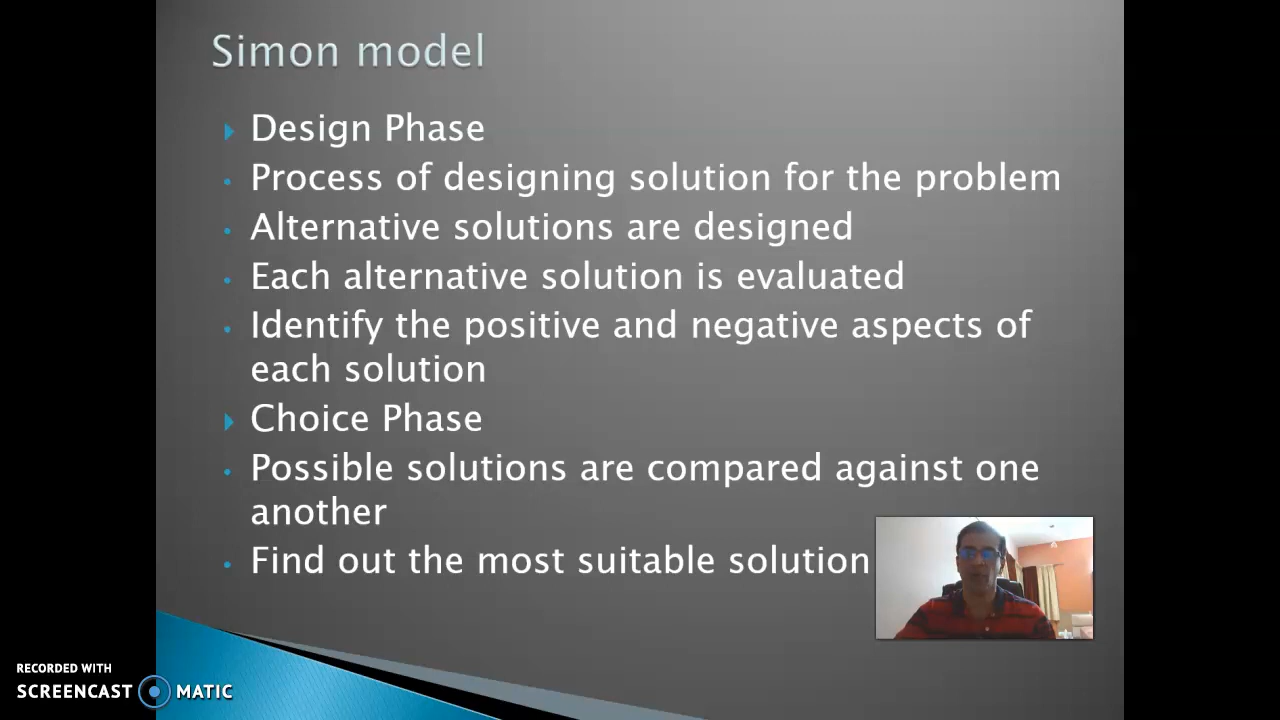 Simon model
Design Phase
Process of designing solution for the problem
Alternative solutions are designed
Each alternative solution is evaluated
Identify the positive and negative aspects of
each solution
Choice Phase
Possible solutions are compared against one
another
Find out the most suitable solution
RECORDED WITH
SCREENCAST MATIC